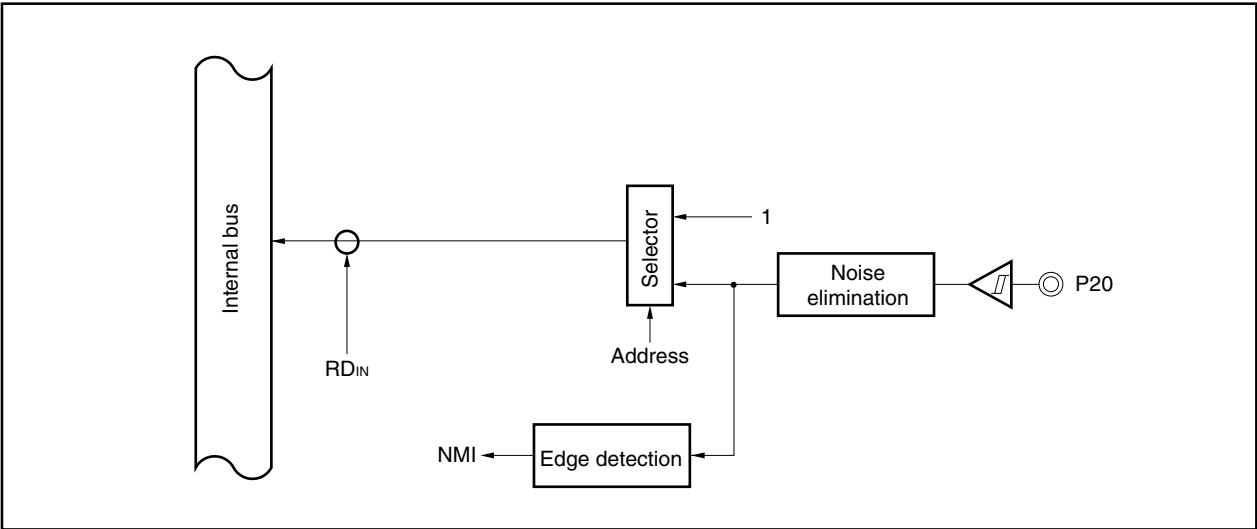 Internal bus
RDIN
Selector
1
Address
Noise
elimination
P20
NMI
Edge detection